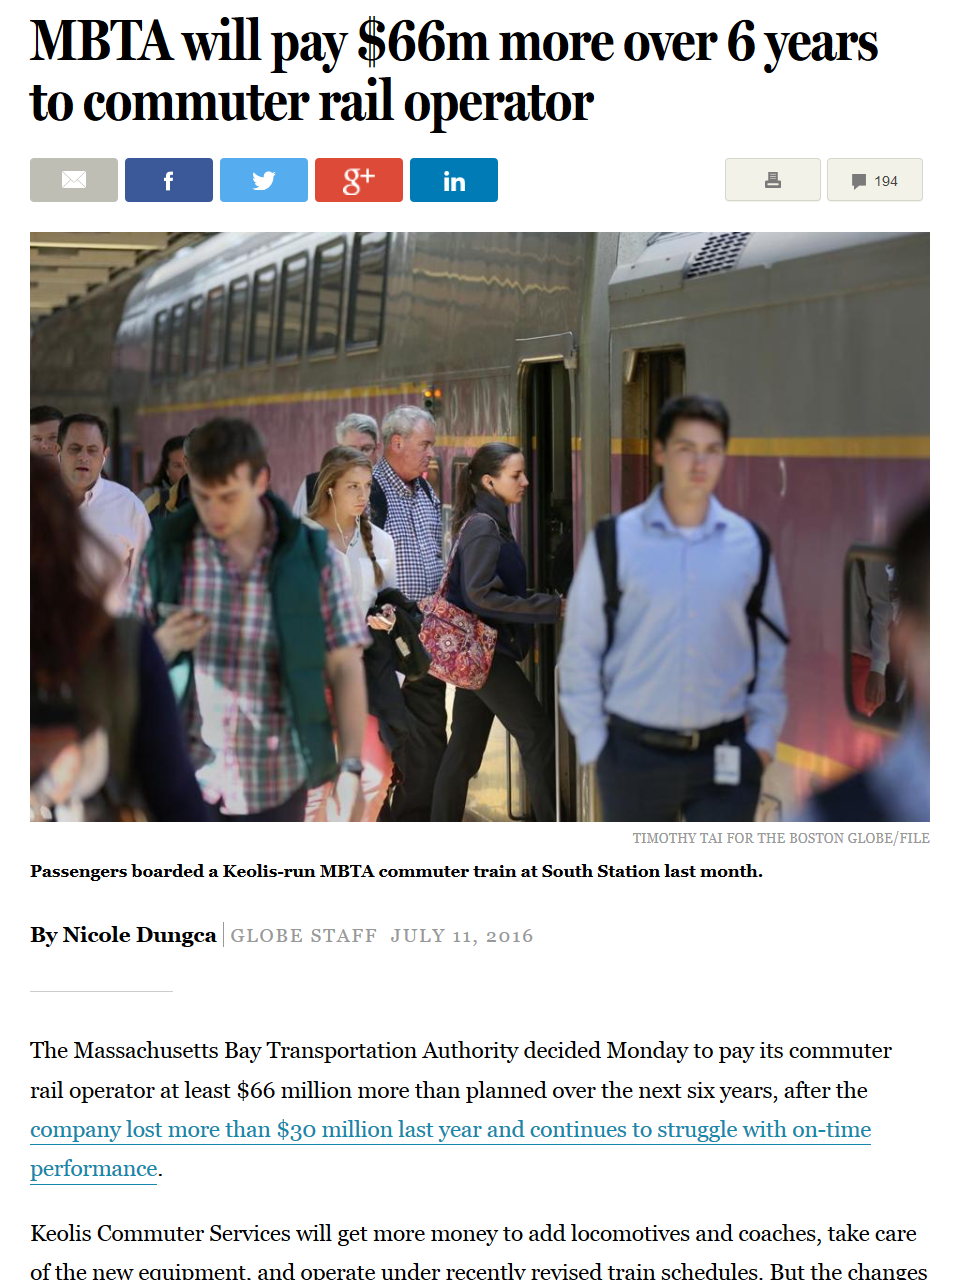 MBTA will pay $66m more over 6 years
to commuter rail operator
f
g+
in
194
TIMOTHY TAI FOR THE BOSTON GLOBE/FILE
Passengers boarded a Keolis-run MBTA commuter train at South Station last month.
By Nicole Dungca GLOBE STAFF JULY 11, 2016
The Massachusetts Bay Transportation Authority decided Monday to pay its commuter
rail operator at least $66 million more than planned over the next six years, after the
company lost more than $30 million last year and continues to struggle with on-time
performance.
Keolis Commuter Services will get more money to add locomotives and coaches, take care
of the new equipment, and operate under recently revised train schedules. But the changes